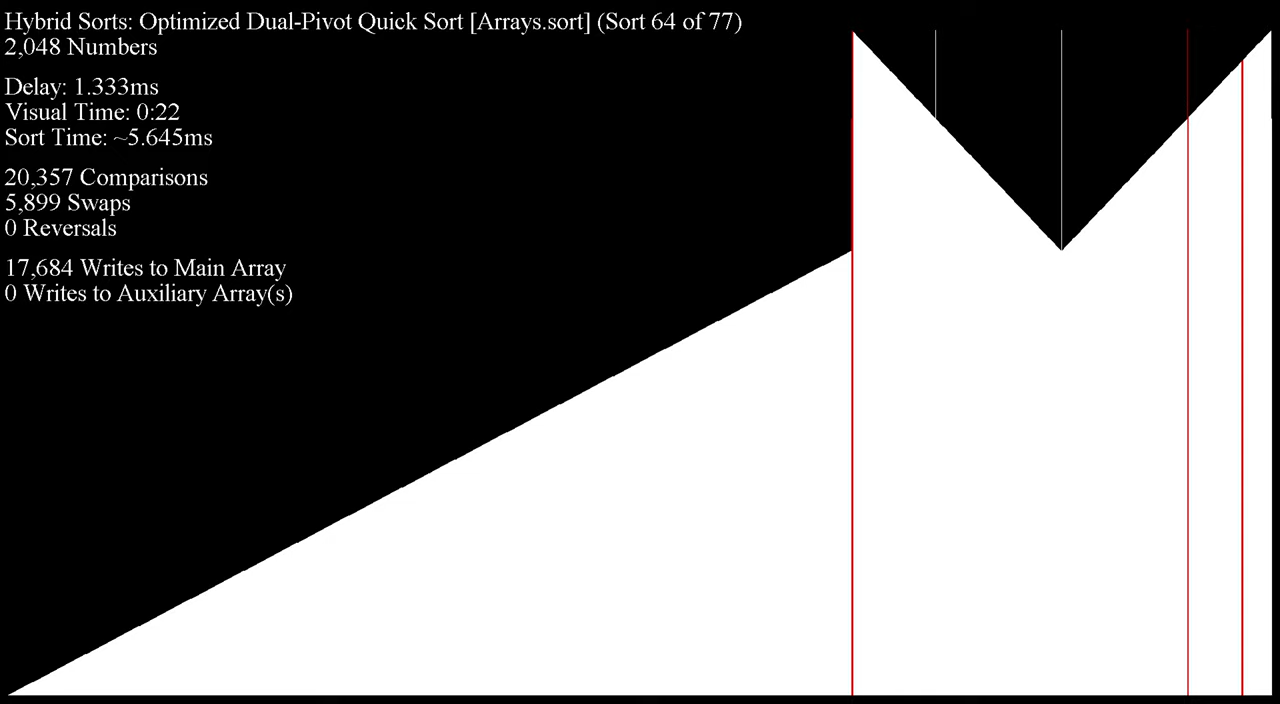 Hybrid Sorts: Optimized Dual-Pivot Quick Sort [Arrays.sort] (Sort 64 of 77)
2,048 Numbers
Delay: 1.333ms
Visual Time: 0:22
Sort Time: ~5.645ms
20,357 Comparisons
5,899 Swaps
0 Reversals
17,684 Writes to Main Array
0 Writes to Auxiliary Array(s)